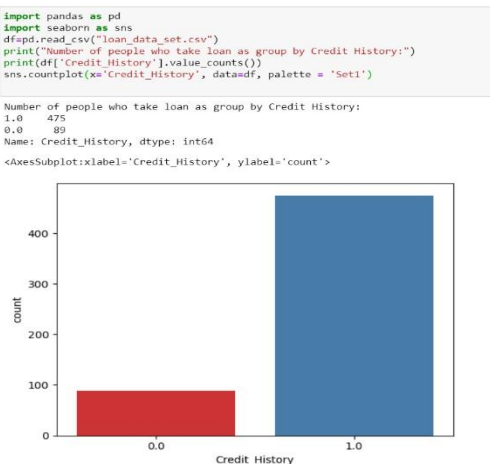 import pandas as pd
import seaborn as sns
df=pd.read_csv("loan_data_set.csv")
print("Number of people who take loan as group by Credit History:")
print(df['Credit_History'].value_counts())
sns.countplot(x='Credit_History', data=df, palette = 'Set1')
Number of people who take loan as group by Credit History:
1.0    475
0.0     89
Name: Credit_History, dtype: int64
<AxesSubplot:xlabel='Credit_History', ylabel='count'>
400
300
count
200
100
0
0.0 1.0
Credit_History